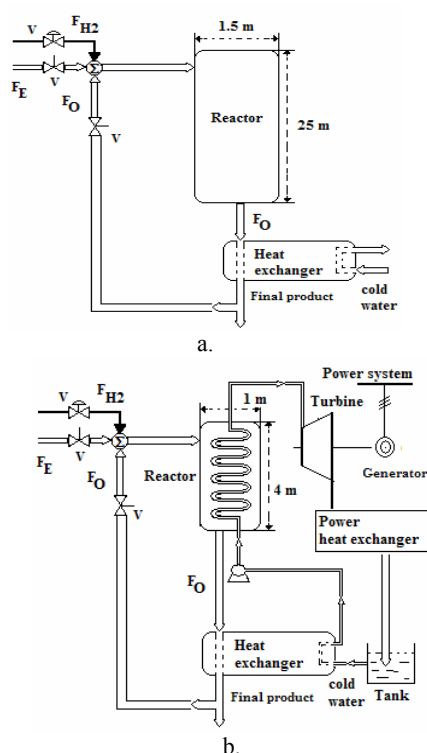 V
F_H2
1.5 m
F_E
V
F_O
Reactor
25 m
V
F_O
Heat
exchanger
cold
water
Final product
a.
Power system
Turbine
V
F_H2
1 m
F_E
V
F_O
Reactor
4 m
Generator
V
Power
heat exchanger
F_O
Heat
exchanger
cold
water
Tank
Final product
b.